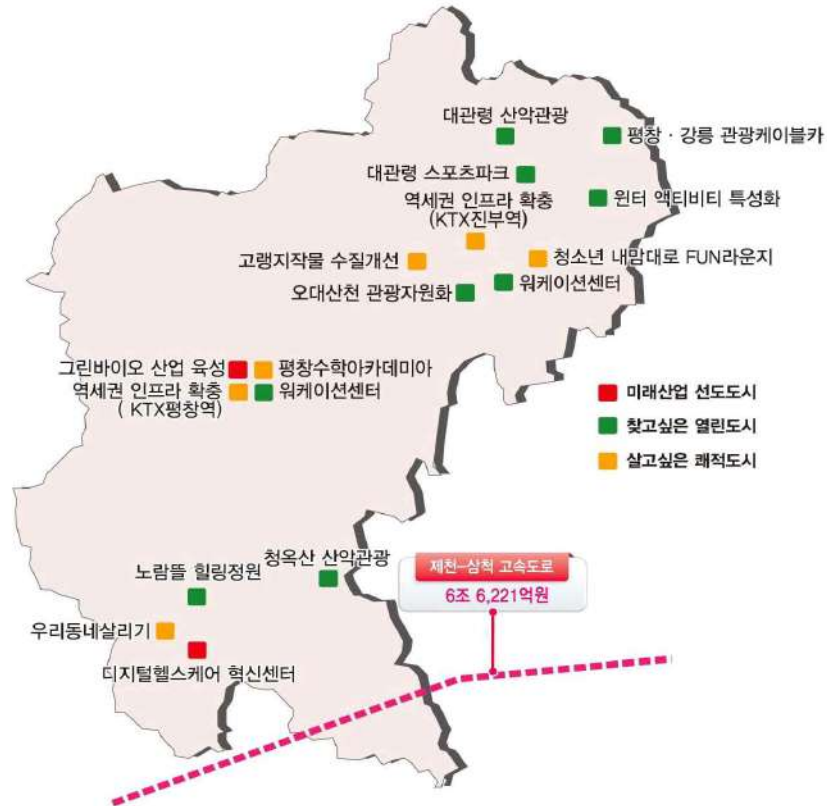 대관령 산악관광
평창 · 강릉 관광케이블카
대관령 스포츠파크
역세권 인프라 확충
(KTX진부역)
윈터 액티비티 특성화
고랭지작물 수질개선
청소년 내맘대로 FUN라운지
오대산천 관광자원화
워케이션센터
그린바이오 산업 육성
평창수학아카데미아
역세권 인프라 확충
( KTX평창역)
워케이션센터
미래산업 선도도시
찾고싶은 열린도시
살고싶은 쾌적도시
청옥산 산악관광
노람뜰 힐링정원
제천-삼척 고속도로
6조 6,221억원
우리동네살리기
디지털헬스케어 혁신센터